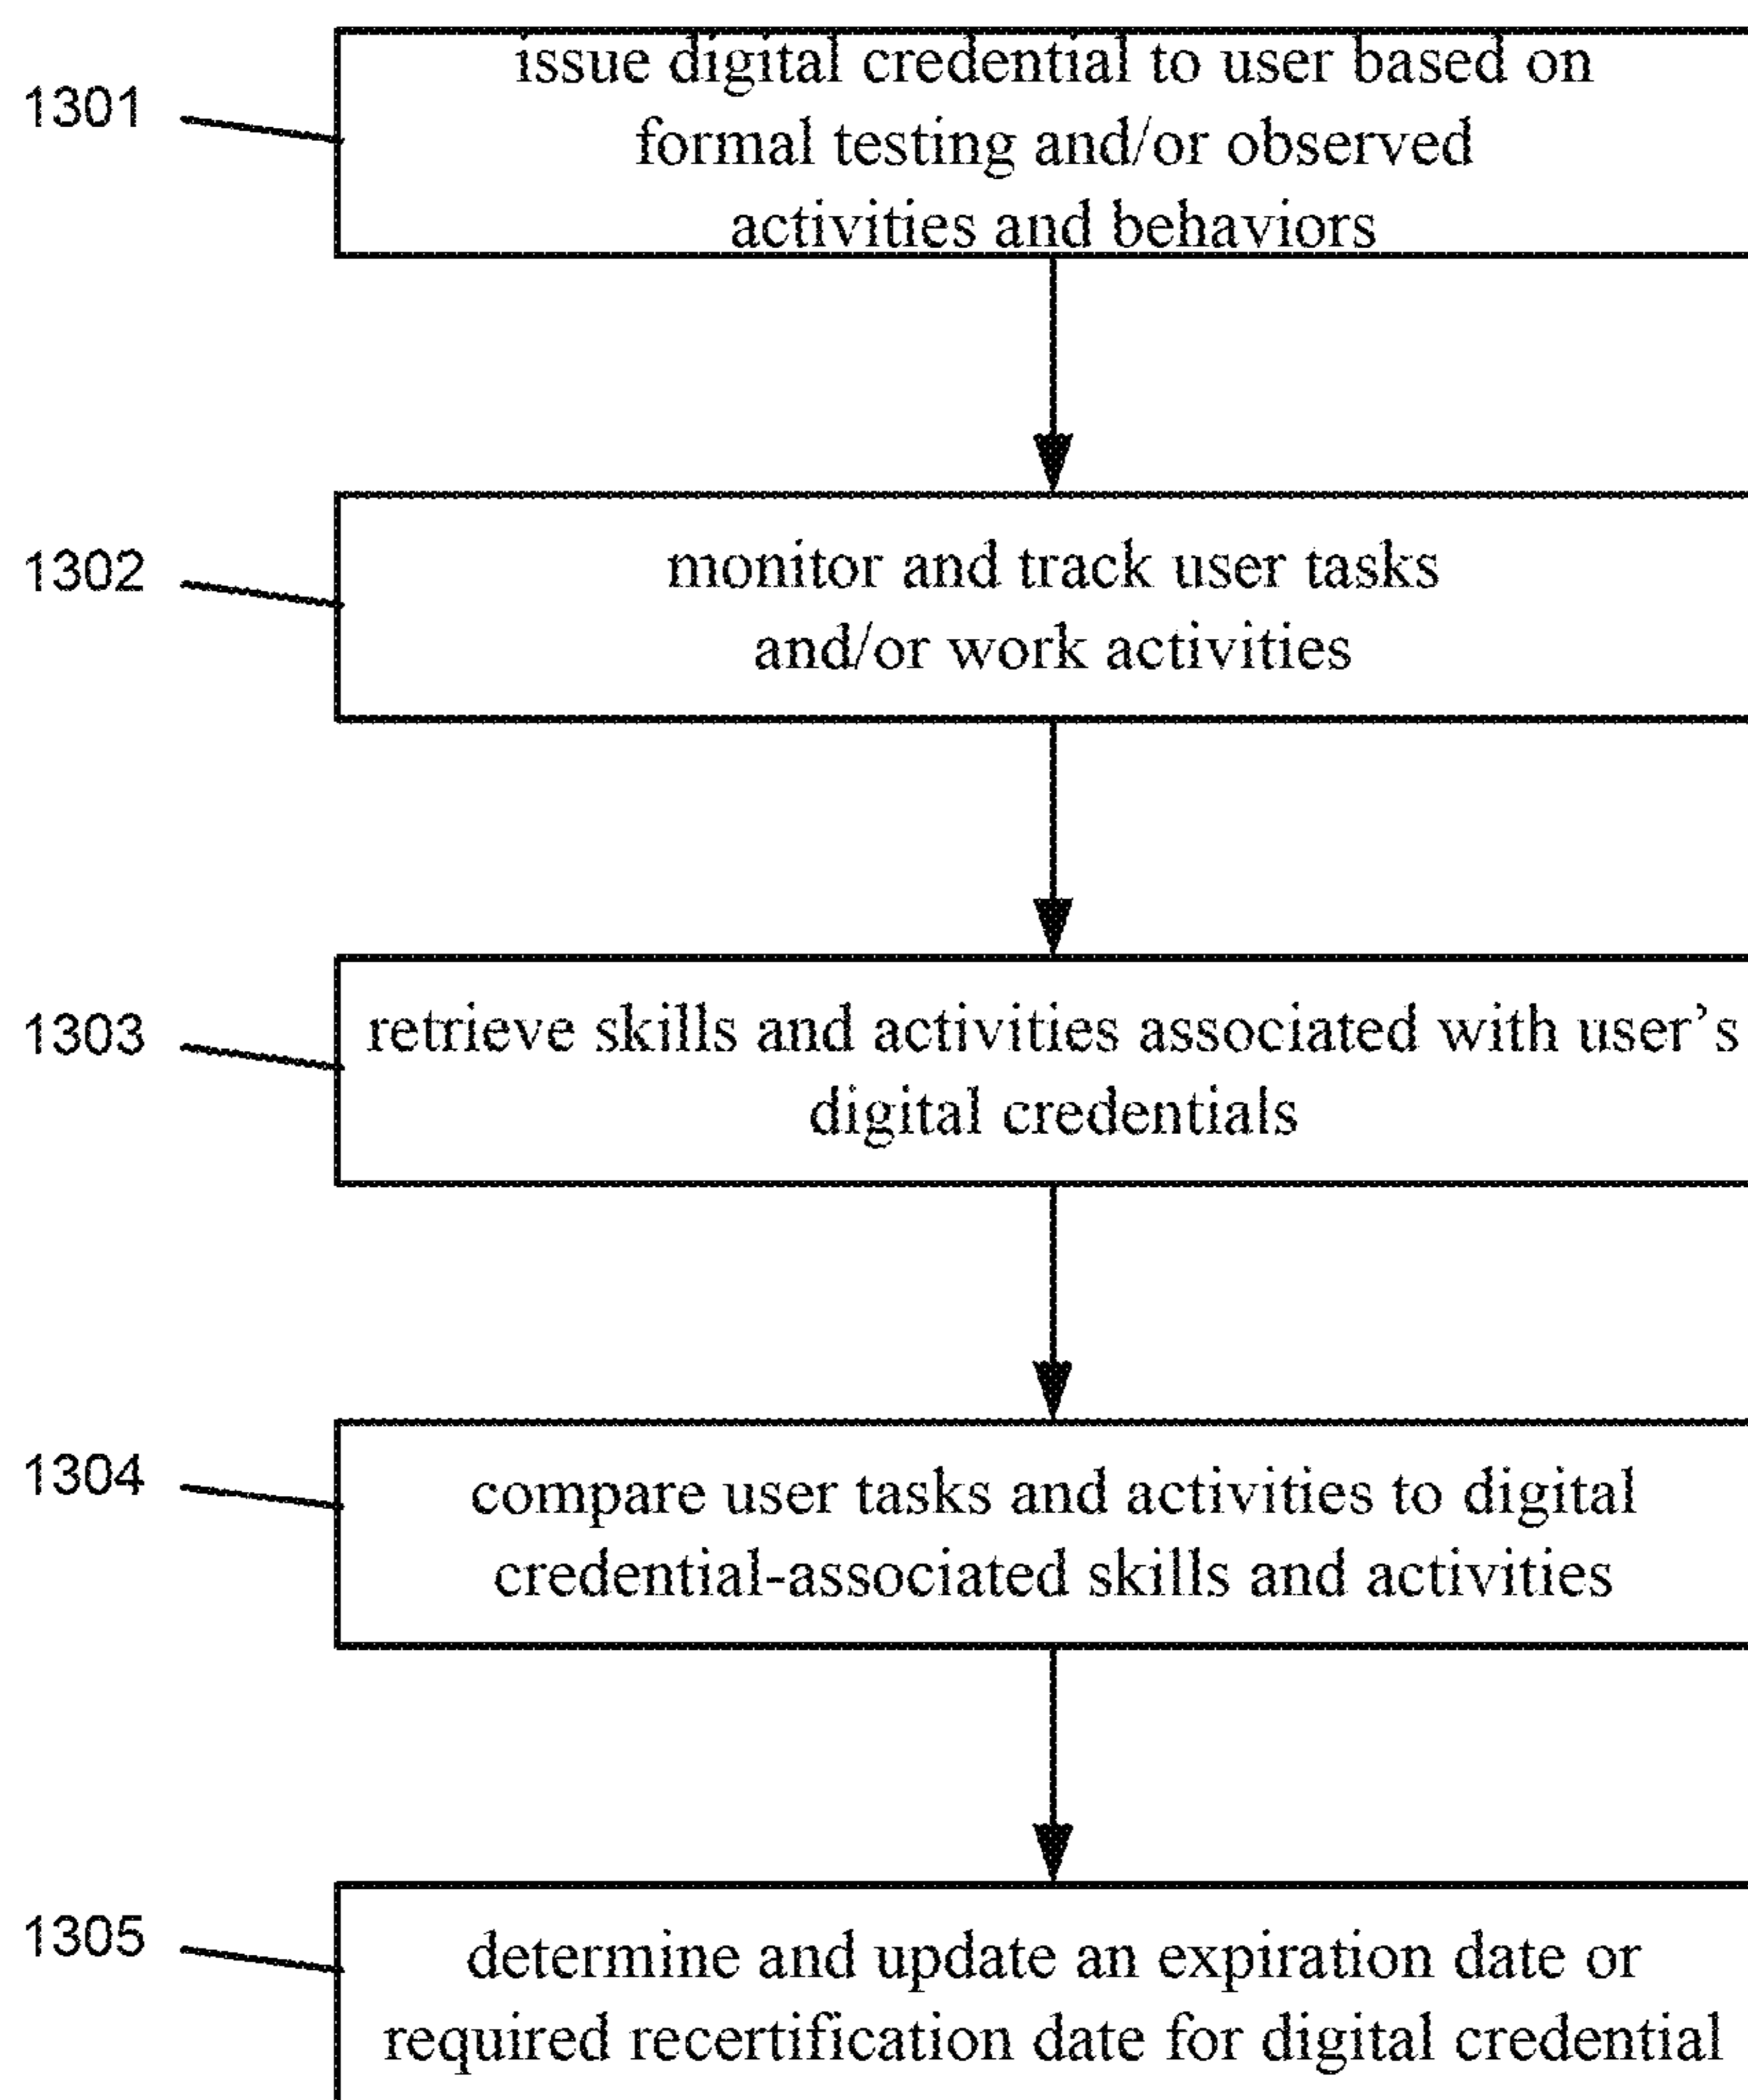 1301
issue digital credential to user based on
formal testing and/or observed
activities and behaviors
1302
monitor and track user tasks
and/or work activities
1303
retrieve skills and activities associated with user’s
digital credentials
1304
compare user tasks and activities to digital
credential-associated skills and activities
1305
determine and update an expiration date or
required recertification date for digital credential